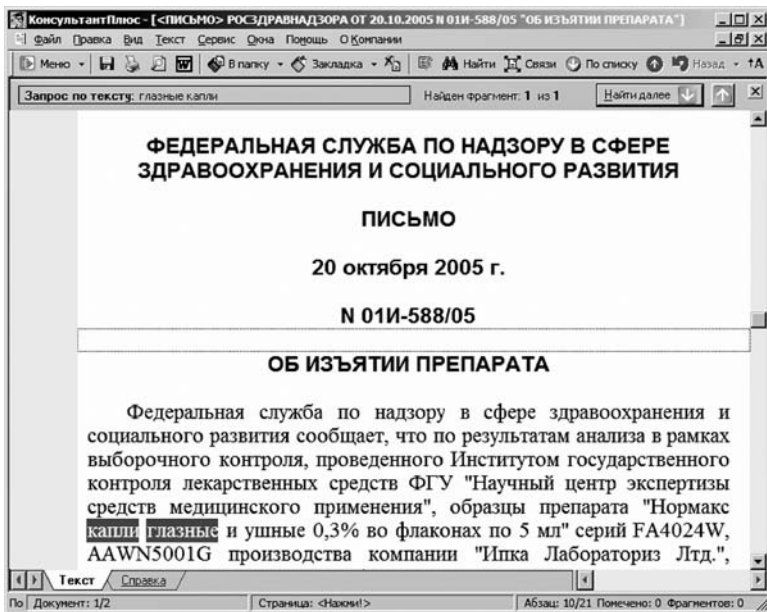 КонсультантПлюс - [<ПИСЬМО> РОСЗДРАВНАДЗОРА ОТ 20.10.2005 N 01И-588/05 "ОБ ИЗЪЯТИИ ПРЕПАРАТА"]
Файл Правка Вид Текст Сервис Окна Помощь О Компании
Меню В папку Закладка Найти Связи По списку Назад
Запрос по тексту: глазные капли Найден фрагмент: 1 из 1 Найти далее
ФЕДЕРАЛЬНАЯ СЛУЖБА ПО НАДЗОРУ В СФЕРЕ
ЗДРАВООХРАНЕНИЯ И СОЦИАЛЬНОГО РАЗВИТИЯ
ПИСЬМО
20 октября 2005 г.
N 01И-588/05
ОБ ИЗЪЯТИИ ПРЕПАРАТА
Федеральная служба по надзору в сфере здравоохранения и
социального развития сообщает, что по результатам анализа в рамках
выборочного контроля, проведенного Институтом государственного
контроля лекарственных средств ФГУ "Научный центр экспертизы
средств медицинского применения", образцы препарата "Нормакс
капли глазные и ушные 0,3% во флаконах по 5 мл" серий FA4024W,
AAWN5001G производства компании "Ипка Лабораториз Лтд.",
Текст Справка
По Документ: 1/2 Страница: <Нажми!> Абзац: 10/21 Помечено: 0 Фрагментов: 0